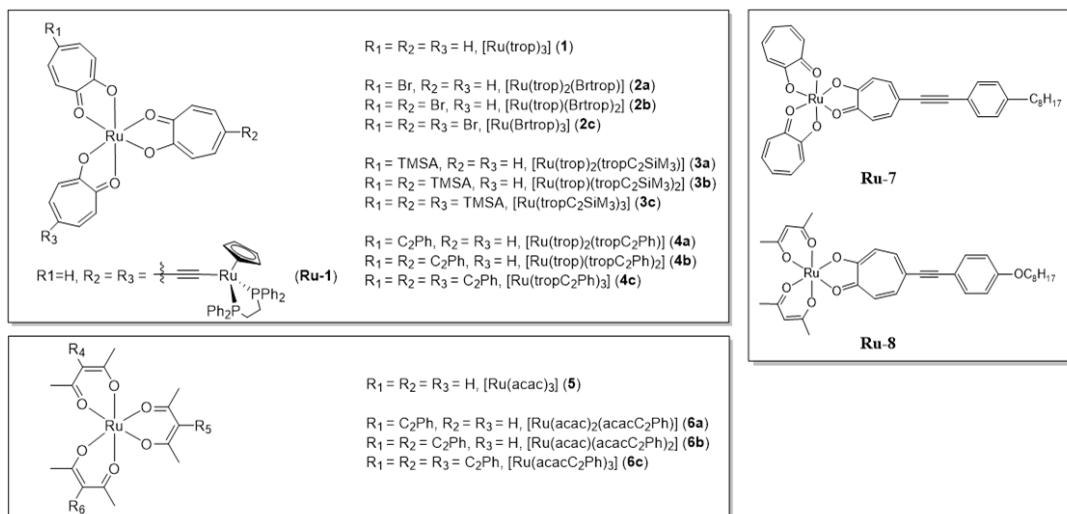 R1
O
O
O
O
Ru
R2
O
O
R3
R1=H, R2 = R3 =
Ru
PPh2
Ph2P
(Ru-1)
R1 = R2 = R3 = H, [Ru(trop)3] (1)
R1 = Br, R2 = R3 = H, [Ru(trop)2(Brtrop)] (2a)
R1 = R2 = Br, R3 = H, [Ru(trop)(Brtrop)2] (2b)
R1 = R2 = R3 = Br, [Ru(Brtrop)3] (2c)
R1 = TMSA, R2 = R3 = H, [Ru(trop)2(tropC2SiM3)] (3a)
R1 = R2 = TMSA, R3 = H, [Ru(trop)(tropC2SiM3)2] (3b)
R1 = R2 = R3 = TMSA, [Ru(tropC2SiM3)3] (3c)
R1 = C2Ph, R2 = R3 = H, [Ru(trop)2(tropC2Ph)] (4a)
R1 = R2 = C2Ph, R3 = H, [Ru(trop)(tropC2Ph)2] (4b)
R1 = R2 = R3 = C2Ph, [Ru(tropC2Ph)3] (4c)
R4
O
O
O
Ru
R5
O
O
O
R6
R1 = R2 = R3 = H, [Ru(acac)3] (5)
R1 = C2Ph, R2 = R3 = H, [Ru(acac)2(acacC2Ph)] (6a)
R1 = R2 = C2Ph, R3 = H, [Ru(acac)(acacC2Ph)2] (6b)
R1 = R2 = R3 = C2Ph, [Ru(acacC2Ph)3] (6c)
O
O
O
Ru
O
O
O
C8H17
Ru-7
O
O
O
Ru
O
O
O
OC8H17
Ru-8